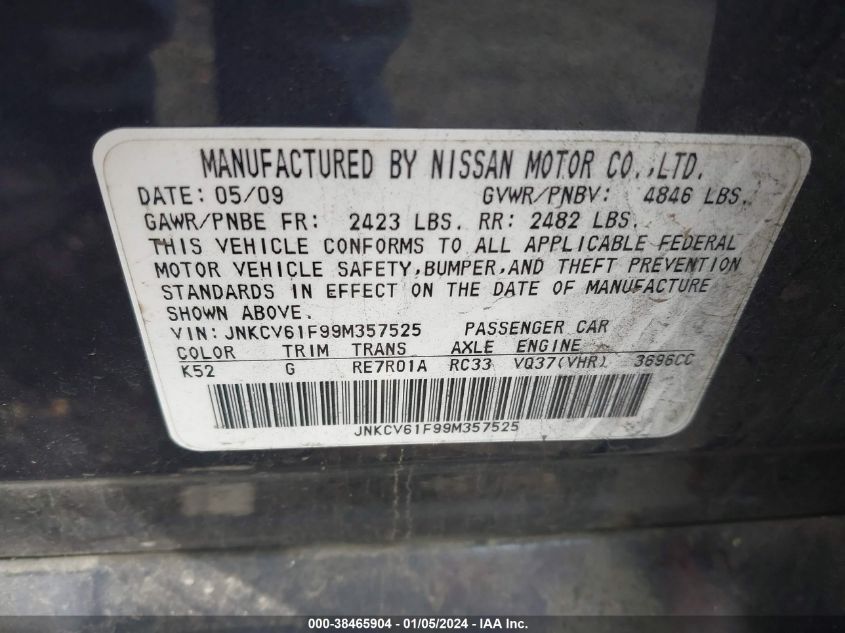 MANUFACTURED BY NISSAN MOTOR CO.,LTD.
DATE: 05/09 GVWR/PNBV: 4846 LBS.
GAWR/PNBE FR: 2423 LBS. RR: 2482 LBS.
THIS VEHICLE CONFORMS TO ALL APPLICABLE FEDERAL
MOTOR VEHICLE SAFETY,BUMPER,AND THEFT PREVENTION
STANDARDS IN EFFECT ON THE DATE OF MANUFACTURE
SHOWN ABOVE.
VIN: JNKCV61F99M357525 PASSENGER CAR
COLOR TRIM TRANS AXLE ENGINE
K52 G RE7R01A RC33 VQ37(VHR) 3696CC
JNKCV61F99M357525
000-38465904 - 01/05/2024 - IAA Inc.